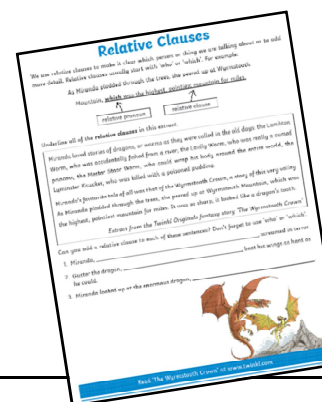 Relative Clauses
We use relative clauses to make it clear which person or thing we are talking about or to add
more detail. Relative clauses usually start with 'who' or 'which'. For example:
As Miranda plodded through the trees, she peered up at Wyrmstooth
Mountain, which was the highest, pointiest mountain for miles.
relative pronoun
relative clause
Underline all of the relative clauses in this extract.
Miranda loved stories of dragons, or worms as they were called in the old days: the Lambton
Worm, who was accidentally fished from a river, the Laidly Worm, who was really a cursed
princess, the Mester Stoor Worm, who could wrap his body around the entire world, the
Lyminster Knucker, who was killed with a poisoned pudding.
Miranda's favourite tale of all was that of the Wyrmstooth Crown, a story of this very valley.
As Miranda plodded through the trees, she peered up at Wyrmstooth Mountain, which was
the highest, pointiest mountain for miles. It was so sharp, it looked like a dragon's tooth.
Extract from the Twinkl Originals fantasy story 'The Wyrmstooth Crown'
Can you add a relative clause to each of these sentences? Don't forget to use 'who' or 'which'.
1. Miranda, screamed in terror.
2. the dragon, beat his wings as hard as
he could.
3. Miranda looked up at the enormous dragon,
Read 'The Wyrmstooth Crown' at www.twinkl.com